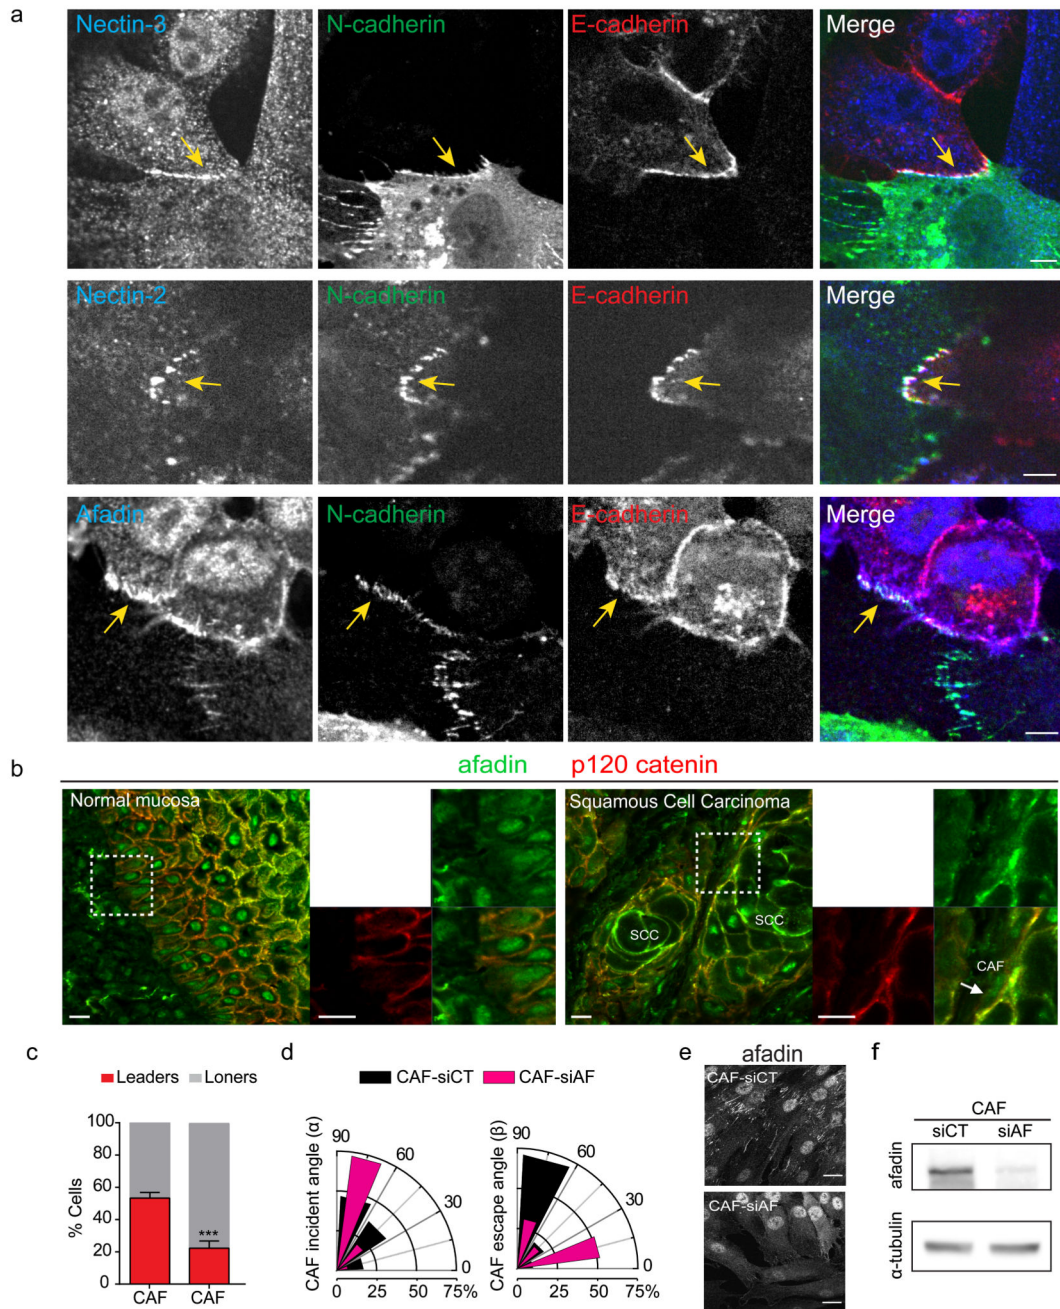 a
Nectin-3 N-cadherin E-cadherin Merge
Nectin-2 N-cadherin E-cadherin Merge
Afadin N-cadherin E-cadherin Merge
b
afadin p120 catenin
Normal mucosa Squamous Cell Carcinoma
SCC SCC
CAF
c
Leaders Loners
100
80
60
40
20
0
% Cells
***
CAF CAF
d
CAF-siCT CAF-siAF
CAF incident angle (α)
90
60
30
0
0 25 50 75%
CAF escape angle (β)
90
60
30
0
0 25 50 75%
e
afadin
CAF-siCT
CAF-siAF
f
CAF
siCT siAF
afadin
α-tubulin